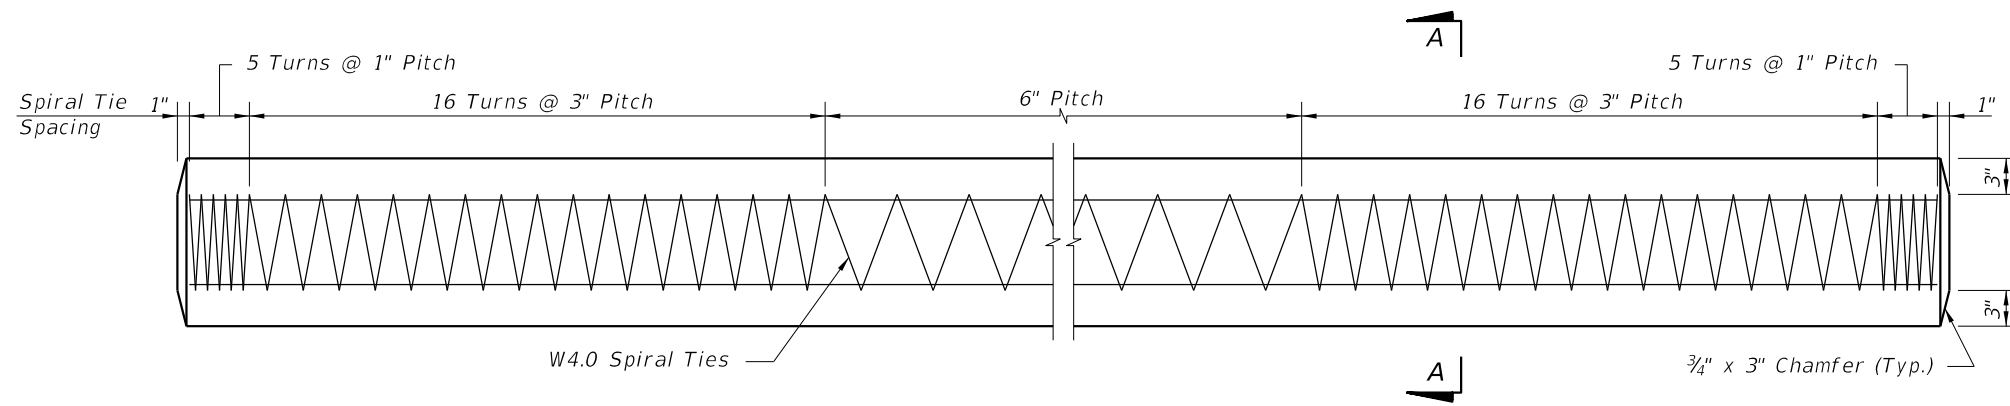 A
5 Turns @ 1" Pitch
5 Turns @ 1" Pitch
Spiral Tie
Spacing
1"
16 Turns @ 3" Pitch
6" Pitch
16 Turns @ 3" Pitch
1"
3"
3"
W4.0 Spiral Ties
A
¾" x 3" Chamfer (Typ.)